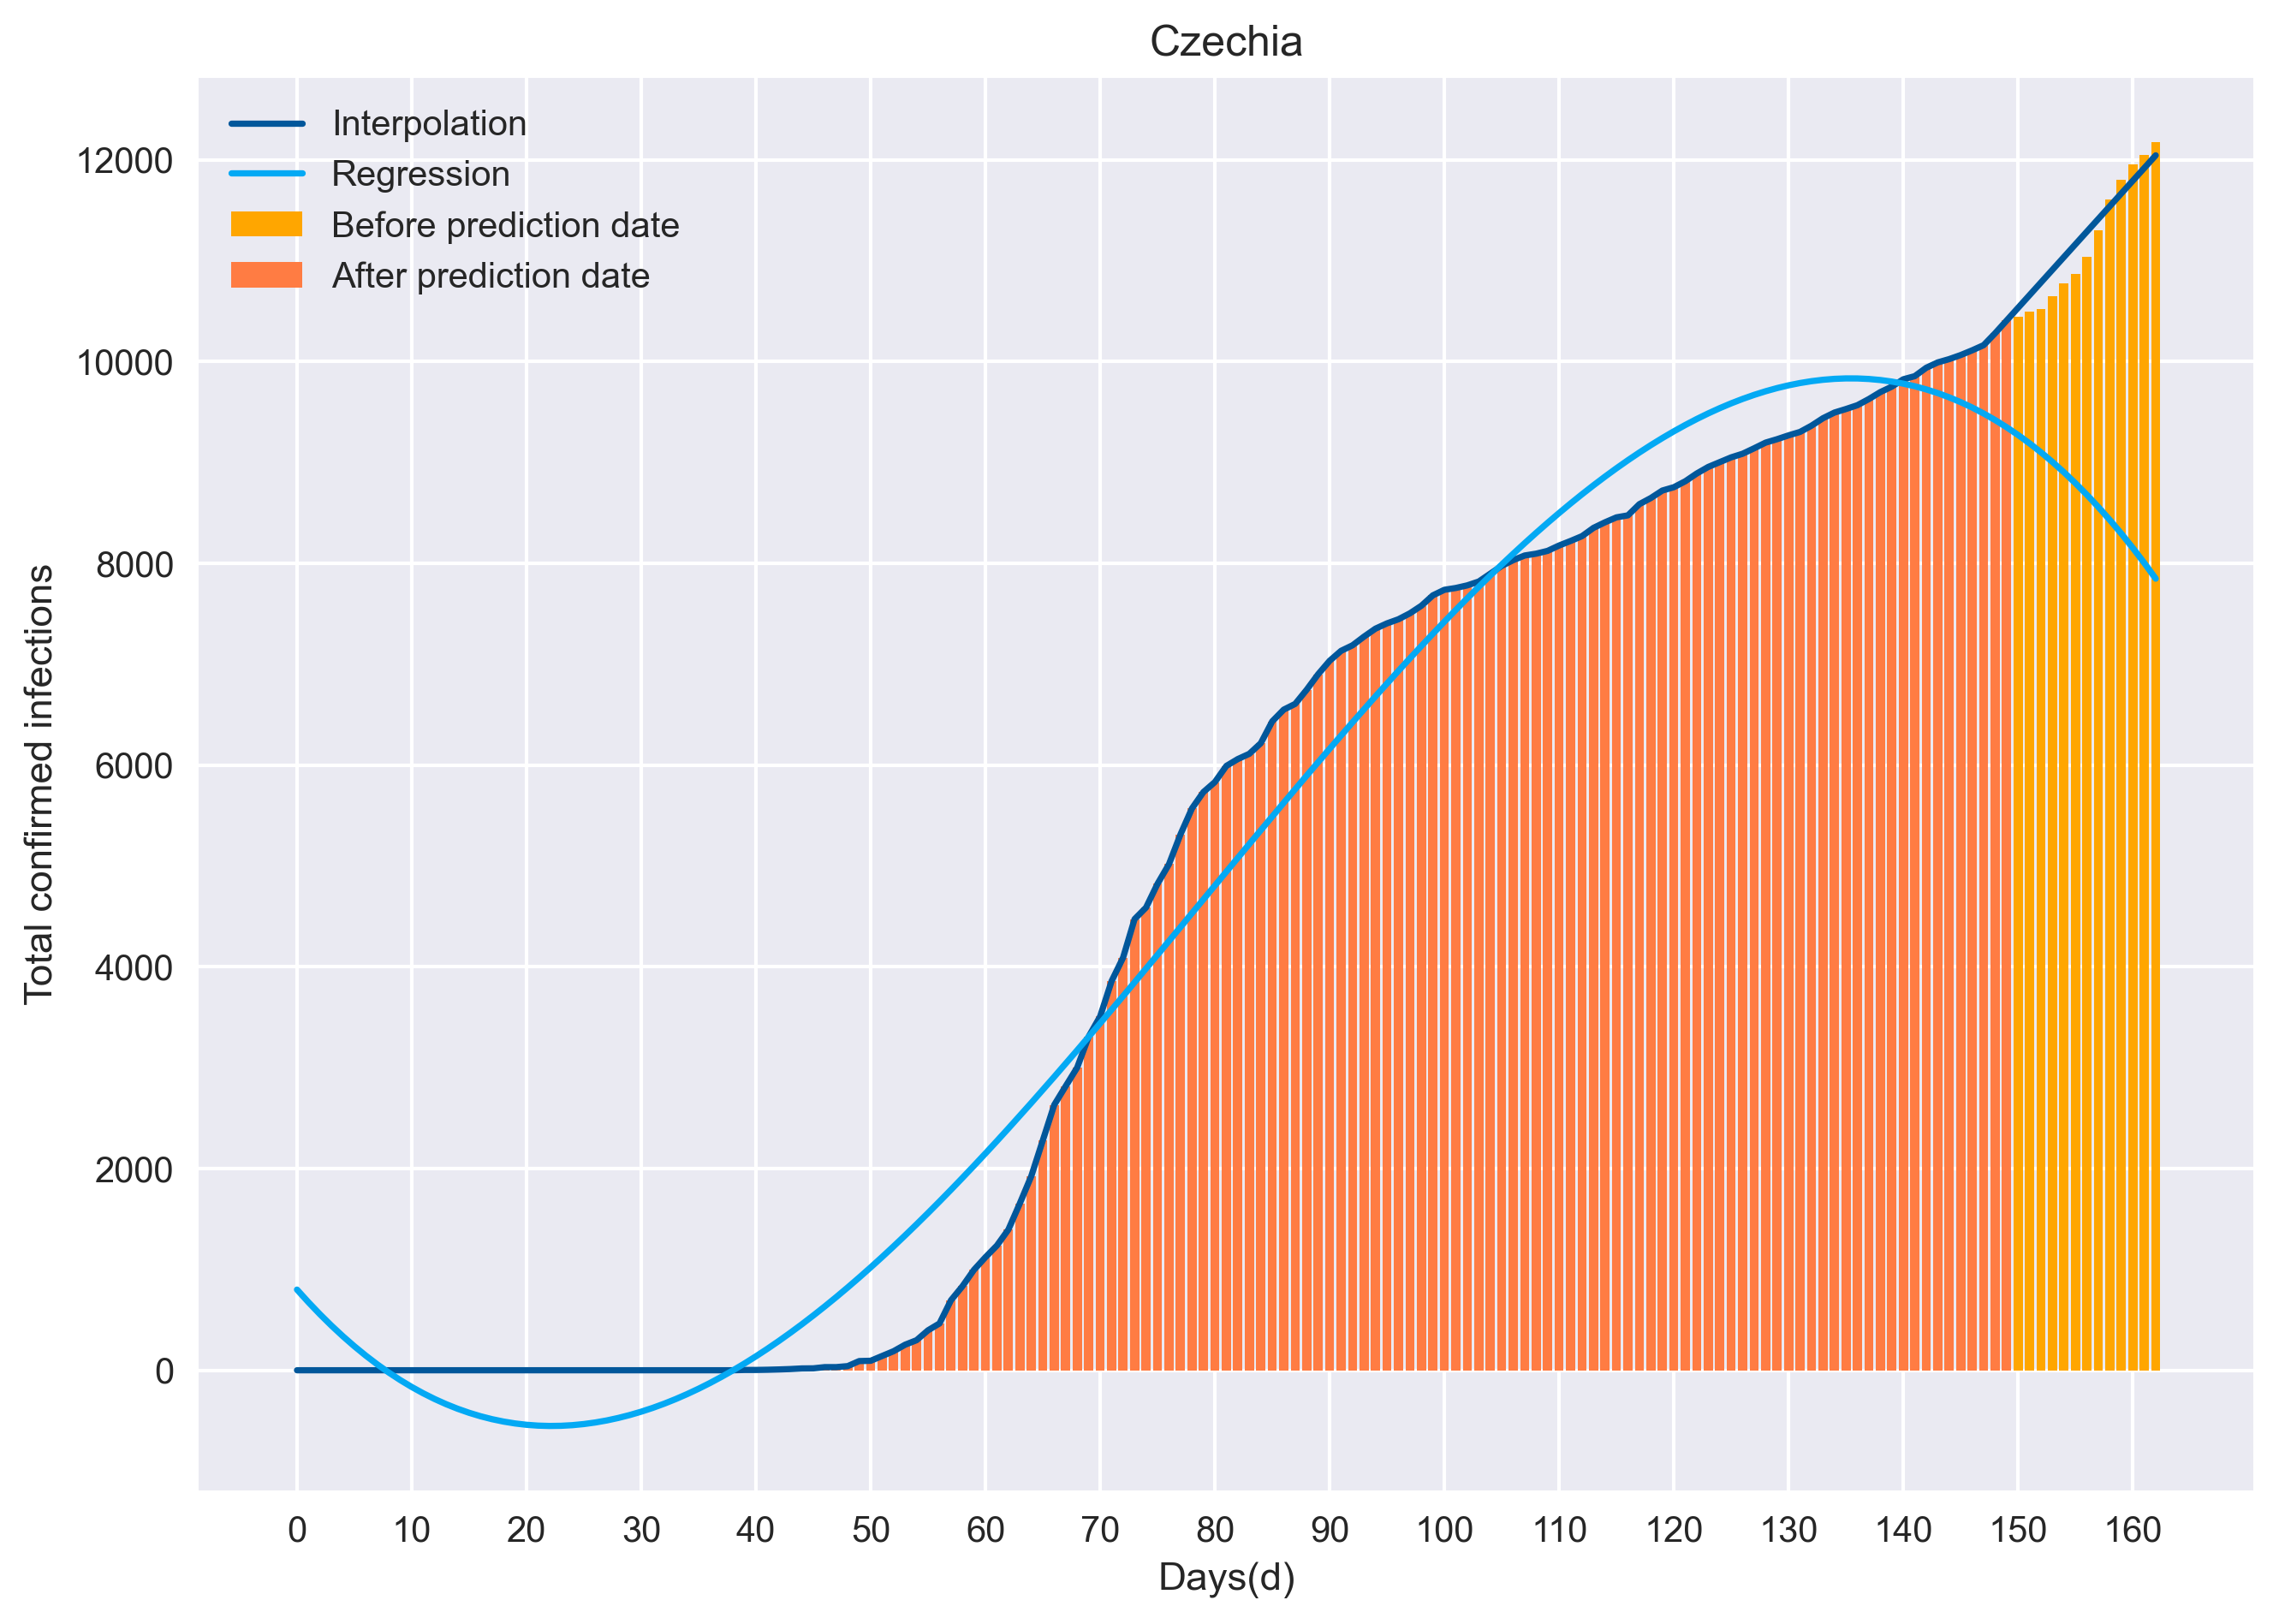 Czechia
Interpolation
Regression
Before prediction date
After prediction date
12000
10000
8000
6000
4000
2000
0
Total confirmed infections
0 10 20 30 40 50 60 70 80 90 100 110 120 130 140 150 160
Days(d)